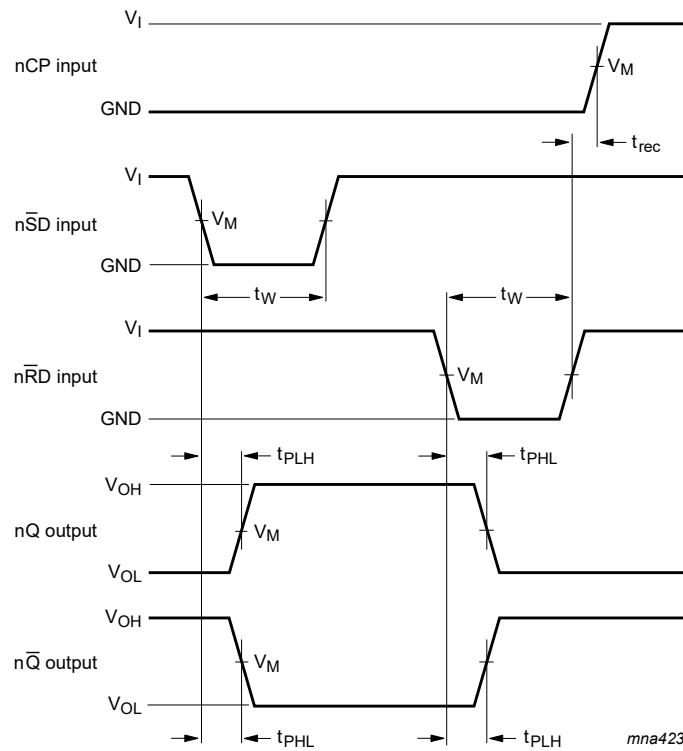 V_I
nCP input
V_M
GND
t_rec
V_I
nS̅D input
V_M
GND
t_W
t_W
V_I
nR̅D input
V_M
GND
t_PLH
t_PHL
V_OH
nQ output
V_M
V_OL
V_OH
nQ̅ output
V_M
V_OL
t_PHL
t_PLH
mna423